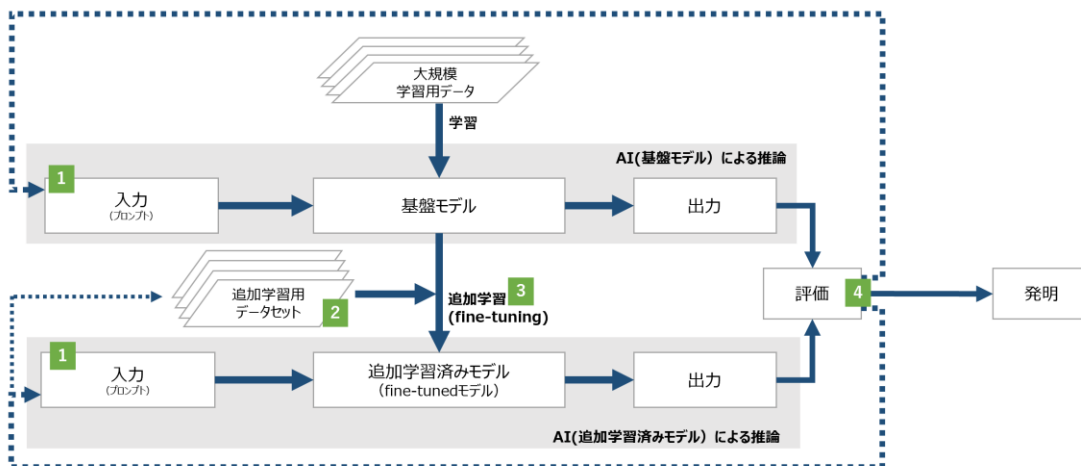 大規模
学習用データ
学習
AI(基盤モデル）による推論
1
入力
(プロンプト)
基盤モデル
出力
追加学習用
データセット
2
追加学習
(fine-tuning)
3
評価
4
発明
1
入力
(プロンプト)
追加学習済みモデル
（fine-tunedモデル）
出力
AI(追加学習済みモデル）による推論